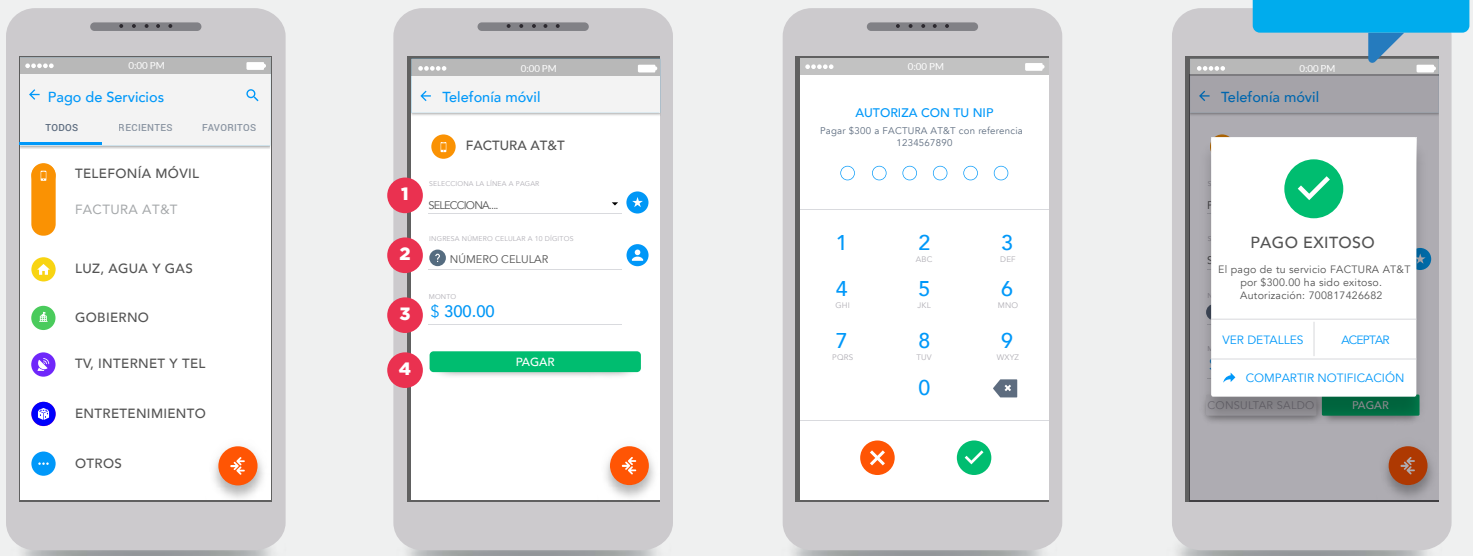 0:00 PM
Pago de Servicios
TODOS RECIENTES FAVORITOS
TELEFONÍA MÓVIL
FACTURA AT&T
LUZ, AGUA Y GAS
GOBIERNO
TV, INTERNET Y TEL
ENTRETENIMIENTO
OTROS
0:00 PM
Telefonía móvil
FACTURA AT&T
1
SELECCIONA LA LÍNEA A PAGAR
SELECCIONA....
2
INGRESA NÚMERO CELULAR A 10 DÍGITOS
? NÚMERO CELULAR
3
MONTO
$ 300.00
4
PAGAR
0:00 PM
AUTORIZA CON TU NIP
Pagar $300 a FACTURA AT&T con referencia
1234567890
1 2 3
ABC DEF
4 5 6
GHI JKL MNO
7 8 9
PQRS TUV WXYZ
0
0:00 PM
Telefonía móvil
PAGO EXITOSO
El pago de tu servicio FACTURA AT&T
por $300.00 ha sido exitoso.
Autorización: 700817426682
VER DETALLES ACEPTAR
COMPARTIR NOTIFICACIÓN
CONSULTAR SALDO PAGAR